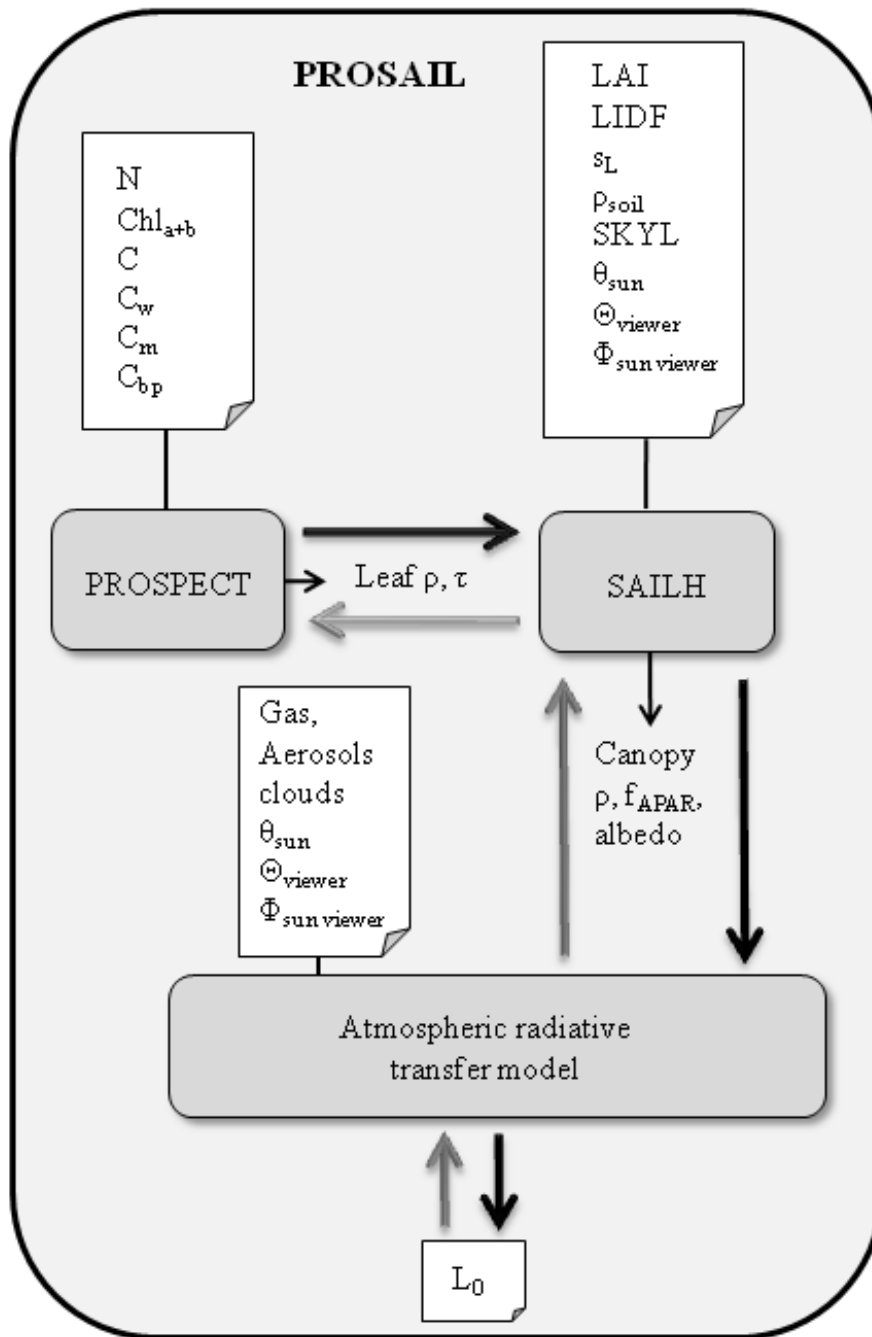 PROSAIL
N
Chla+b
C
Cw
Cm
Cbp
LAI
LIDF
sL
ρsoil
SKYL
θsun
Θviewer
Φsun viewer
PROSPECT
Leaf ρ, τ
SAILH
Gas,
Aerosols
clouds
θsun
Θviewer
Φsun viewer
Canopy
ρ, fAPAR,
albedo
Atmospheric radiative
transfer model
L0